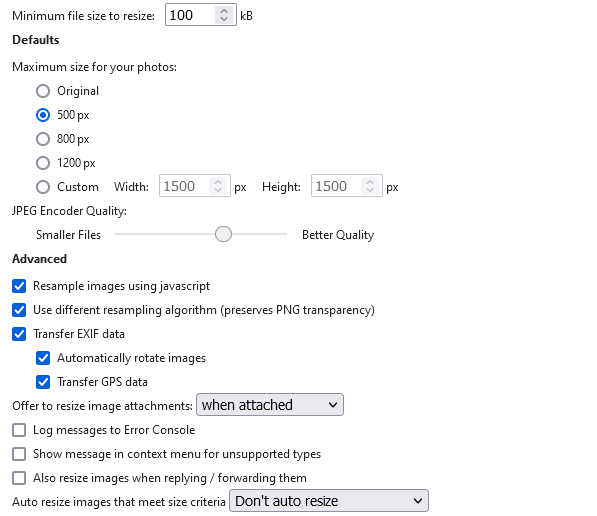 Minimum file size to resize: 100 kB
Defaults
Maximum size for your photos:
Original
500 px
800 px
1200 px
Custom Width: 1500 px Height: 1500 px
JPEG Encoder Quality:
Smaller Files Better Quality
Advanced
Resample images using javascript
Use different resampling algorithm (preserves PNG transparency)
Transfer EXIF data
Automatically rotate images
Transfer GPS data
Offer to resize image attachments: when attached
Log messages to Error Console
Show message in context menu for unsupported types
Also resize images when replying / forwarding them
Auto resize images that meet size criteria Don't auto resize